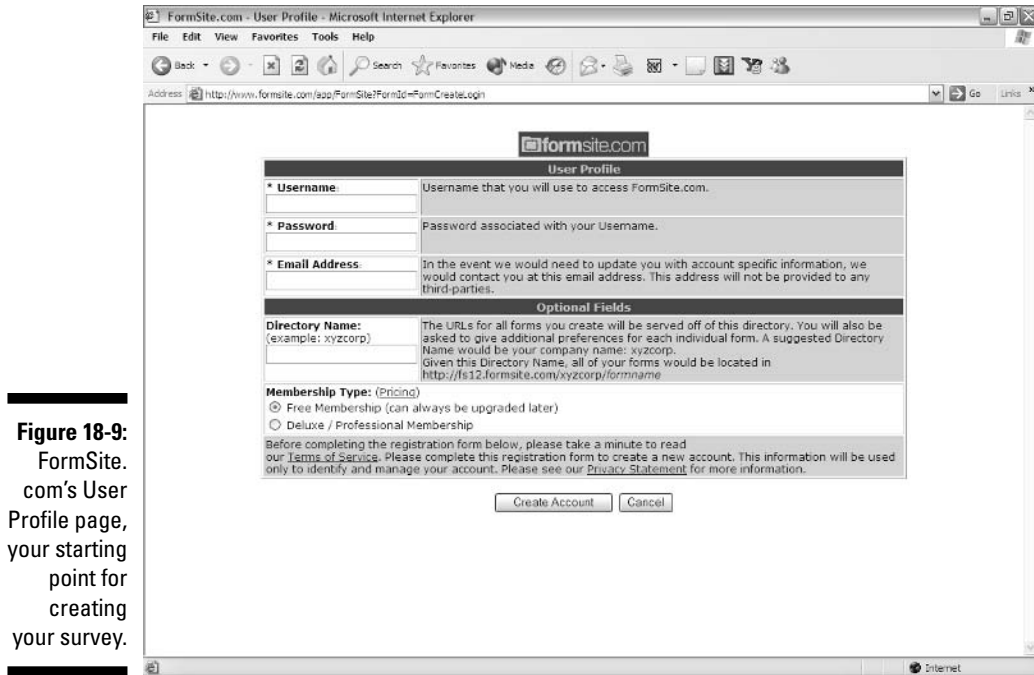 FormSite.com - User Profile - Microsoft Internet Explorer
File Edit View Favorites Tools Help
Back Search Favorites Media
Address http://www.formsite.com/app/FormSite?FormId=FormCreateLogin Go Links »
formsite.com
User Profile
* Username:
Username that you will use to access FormSite.com.
* Password:
Password associated with your Username.
* Email Address:
In the event we would need to update you with account specific information, we
would contact you at this email address. This address will not be provided to any
third-parties.
Optional Fields
Directory Name:
(example: xyzcorp)
The URLs for all forms you create will be served off of this directory. You will also be
asked to give additional preferences for each individual form. A suggested Directory
Name would be your company name: xyzcorp.
Given this Directory Name, all of your forms would be located in
http://fs12.formsite.com/xyzcorp/formname
Membership Type: (Pricing)
Free Membership (can always be upgraded later)
Deluxe / Professional Membership
Before completing the registration form below, please take a minute to read
our Terms of Service. Please complete this registration form to create a new account. This information will be used
only to identify and manage your account. Please see our Privacy Statement for more information.
Create Account Cancel
Internet
Figure 18-9:
FormSite.
com's User
Profile page,
your starting
point for
creating
your survey.